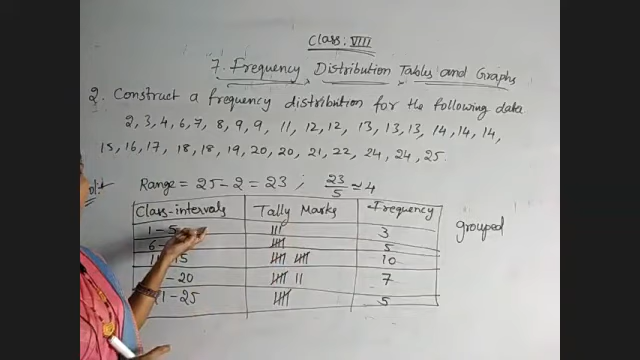 Class: VIII
7. Frequency Distribution Tables and Graphs
2. Construct a frequency distribution for the following data
2, 3, 4, 6, 7, 8, 9, 9, 11, 12, 12, 13, 13, 13, 14, 14, 14,
15, 16, 17, 18, 18, 19, 20, 20, 21, 22, 24, 24, 25.
Range = 25 - 2 = 23 ; 23/5 ≈ 4
Class-intervals Tally Marks Frequency
1 - 5 III 3
6 - 5
15 10
- 20 7
21 - 25 5
grouped